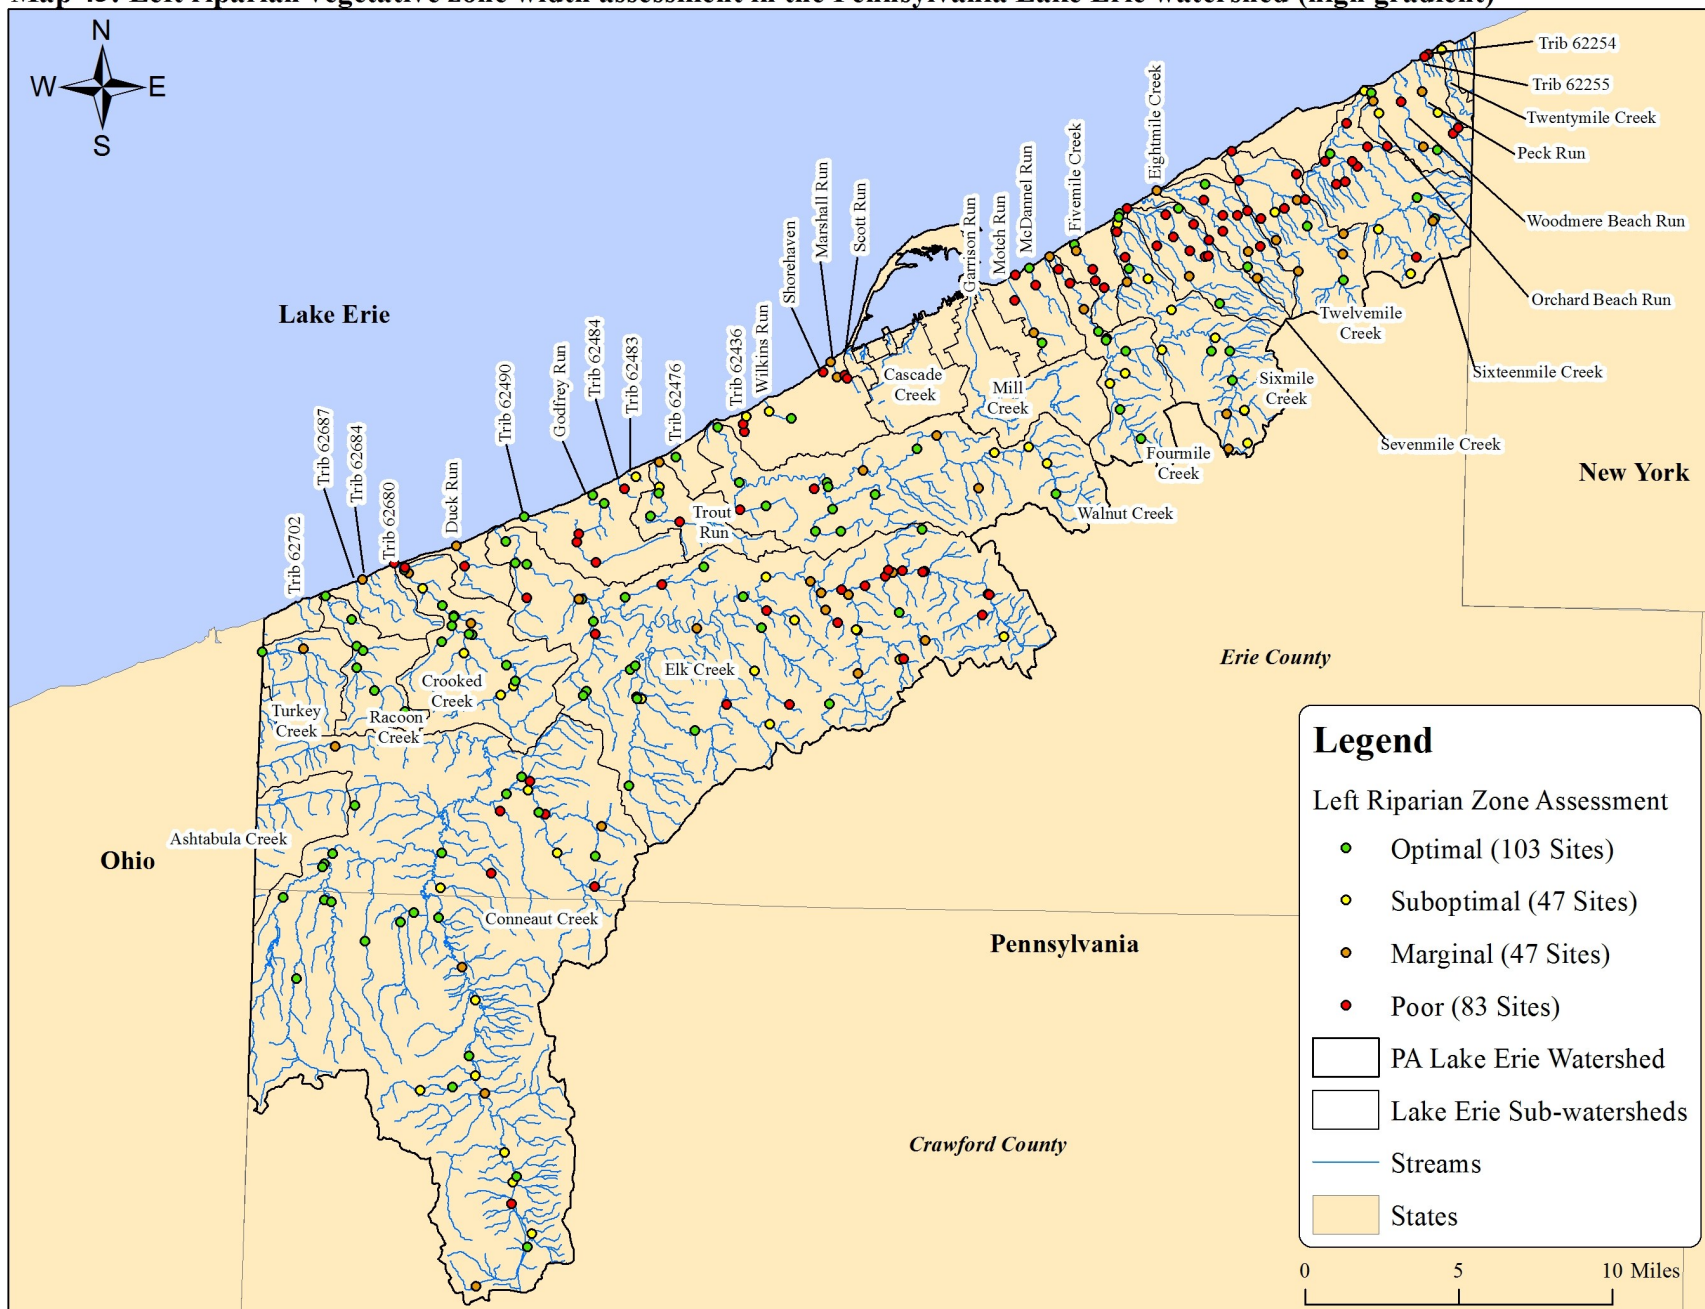 Map 45. Left riparian vegetative zone width assessment in the Pennsylvania Lake Erie watershed (high gradient)
N
W
E
S
Trib 62254
Trib 62255
Twentymile Creek
Peck Run
Woodmere Beach Run
Orchard Beach Run
Sixteenmile Creek
Twelvemile
Creek
Sevenmile Creek
Eightmile Creek
Fivemile Creek
McDannel Run
Motch Run
Garrison Run
Scott Run
Marshall Run
Shorehaven
Wilkins Run
Trib 62436
Trib 62476
Trib 62483
Trib 62484
Godfrey Run
Trib 62490
Duck Run
Trib 62680
Trib 62684
Trib 62687
Trib 62702
Lake Erie
Cascade
Creek
Mill
Creek
Sixmile
Creek
Fourmile
Creek
Walnut Creek
Trout
Run
Elk Creek
Crooked
Creek
Racoon
Creek
Turkey
Creek
Ashtabula Creek
Conneaut Creek
New York
Erie County
Ohio
Pennsylvania
Crawford County
Legend
Left Riparian Zone Assessment
Optimal (103 Sites)
Suboptimal (47 Sites)
Marginal (47 Sites)
Poor (83 Sites)
PA Lake Erie Watershed
Lake Erie Sub-watersheds
Streams
States
0 5 10 Miles